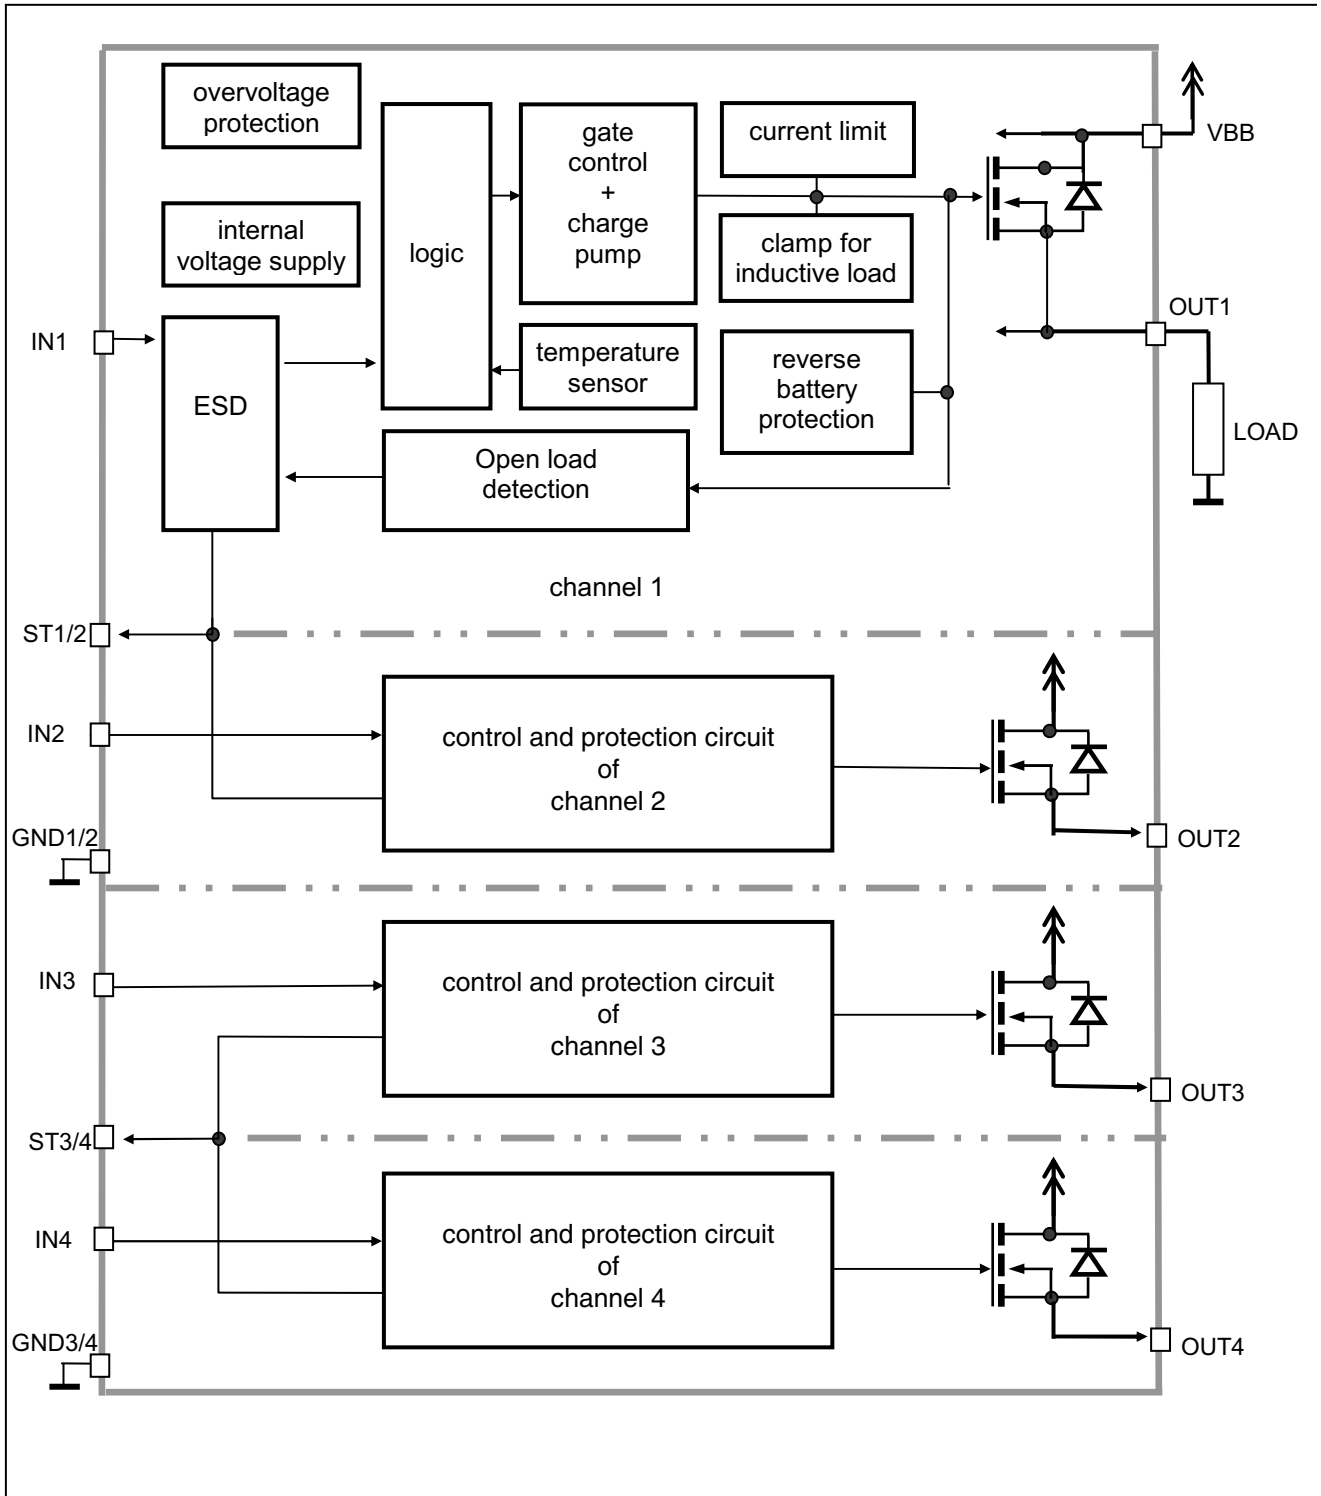 overvoltage
protection
internal
voltage supply
logic
gate
control
+
charge
pump
current limit
clamp for
inductive load
VBB
IN1
ESD
temperature
sensor
reverse
battery
protection
OUT1
LOAD
Open load
detection
channel 1
ST1/2
IN2
control and protection circuit
of
channel 2
GND1/2
OUT2
IN3
control and protection circuit
of
channel 3
OUT3
ST3/4
IN4
control and protection circuit
of
channel 4
GND3/4
OUT4